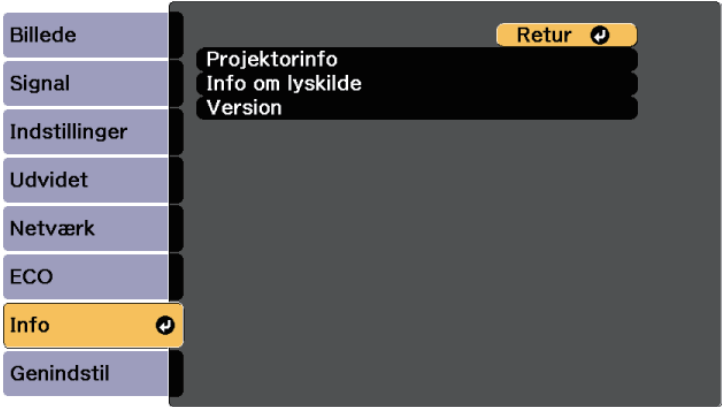 Billede
Signal
Indstillinger
Udvidet
Netværk
ECO
Info
Genindstil
Retur
Projektorinfo
Info om lyskilde
Version